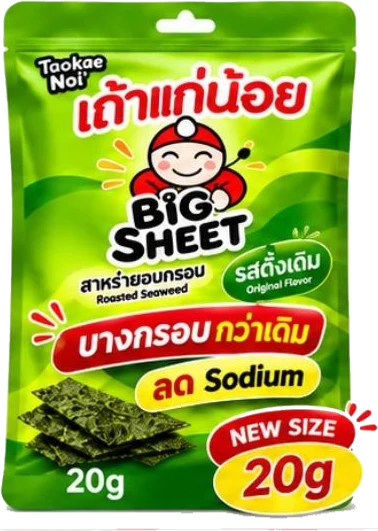 Taokae
Noi
เถ้าแก่น้อย
BiG
SHEET
สาหร่ายอบกรอบ
Roasted Seaweed
รสดั้งเดิม
Original Flavor
บางกรอบ กว่าเดิม
ลด Sodium
20g
NEW SIZE
20g